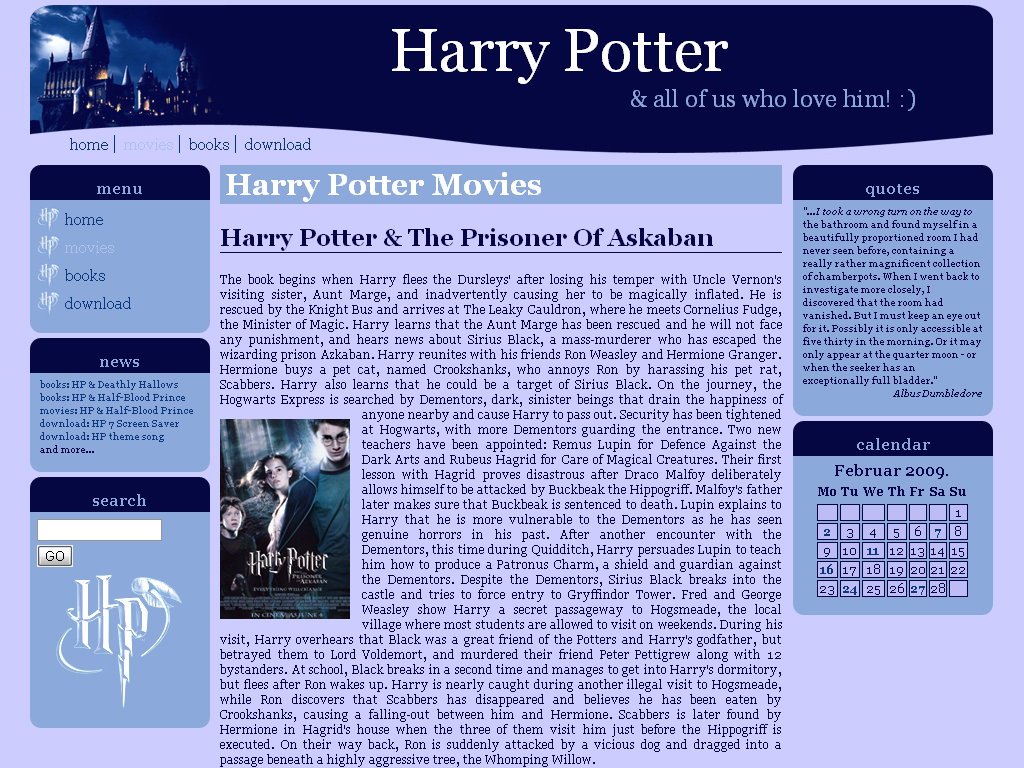 Harry Potter
& all of us who love him! :)
home
movies
books
download
menu
home
movies
books
download
news
books: HP & Deathly Hallows
books: HP & Half-Blood Prince
movies: HP & Half-Blood Prince
download: HP 7 Screen Saver
download: HP theme song
and more...
search
GO
HP
Harry Potter Movies
Harry Potter & The Prisoner Of Askaban
The book begins when Harry flees the Dursleys' after losing his temper with Uncle Vernon's
visiting sister, Aunt Marge, and inadvertently causing her to be magically inflated. He is
rescued by the Knight Bus and arrives at The Leaky Cauldron, where he meets Cornelius Fudge,
the Minister of Magic. Harry learns that the Aunt Marge has been rescued and he will not face
any punishment, and hears news about Sirius Black, a mass-murderer who has escaped the
wizarding prison Azkaban. Harry reunites with his friends Ron Weasley and Hermione Granger.
Hermione buys a pet cat, named Crookshanks, who annoys Ron by harassing his pet rat,
Scabbers. Harry also learns that he could be a target of Sirius Black. On the journey, the
Hogwarts Express is searched by Dementors, dark, sinister beings that drain the happiness of
anyone nearby and cause Harry to pass out. Security has been tightened
at Hogwarts, with more Dementors guarding the entrance. Two new
teachers have been appointed: Remus Lupin for Defence Against the
Dark Arts and Rubeus Hagrid for Care of Magical Creatures. Their first
lesson with Hagrid proves disastrous after Draco Malfoy deliberately
allows himself to be attacked by Buckbeak the Hippogriff. Malfoy's father
later makes sure that Buckbeak is sentenced to death. Lupin explains to
Harry that he is more vulnerable to the Dementors as he has seen
genuine horrors in his past. After another encounter with the
Dementors, this time during Quidditch, Harry persuades Lupin to teach
him how to produce a Patronus Charm, a shield and guardian against
the Dementors. Despite the Dementors, Sirius Black breaks into the
castle and tries to force entry to Gryffindor Tower. Fred and George
Weasley show Harry a secret passageway to Hogsmeade, the local
village where most students are allowed to visit on weekends. During his
visit, Harry overhears that Black was a great friend of the Potters and Harry's godfather, but
betrayed them to Lord Voldemort, and murdered their friend Peter Pettigrew along with 12
bystanders. At school, Black breaks in a second time and manages to get into Harry's dormitory,
but flees after Ron wakes up. Harry is nearly caught during another illegal visit to Hogsmeade,
while Ron discovers that Scabbers has disappeared and believes he has been eaten by
Crookshanks, causing a falling-out between him and Hermione. Scabbers is later found by
Hermione in Hagrid's house when the three of them visit him just before the Hippogriff is
executed. On their way back, Ron is suddenly attacked by a vicious dog and dragged into a
passage beneath a highly aggressive tree, the Whomping Willow.
Harry Potter
PRISONER OF AZKABAN
IN CINEMAS JUNE 4
quotes
"...I took a wrong turn on the way to
the bathroom and found myself in a
beautifully proportioned room I had
never seen before, containing a
really rather magnificent collection
of chamberpots. When I went back to
investigate more closely, I
discovered that the room had
vanished. But I must keep an eye out
for it. Possibly it is only accessible at
five thirty in the morning. Or it may
only appear at the quarter moon - or
when the seeker has an
exceptionally full bladder."
Albus Dumbledore
calendar
Februar 2009.
Mo Tu We Th Fr Sa Su
1
2 3 4 5 6 7 8
9 10 11 12 13 14 15
16 17 18 19 20 21 22
23 24 25 26 27 28